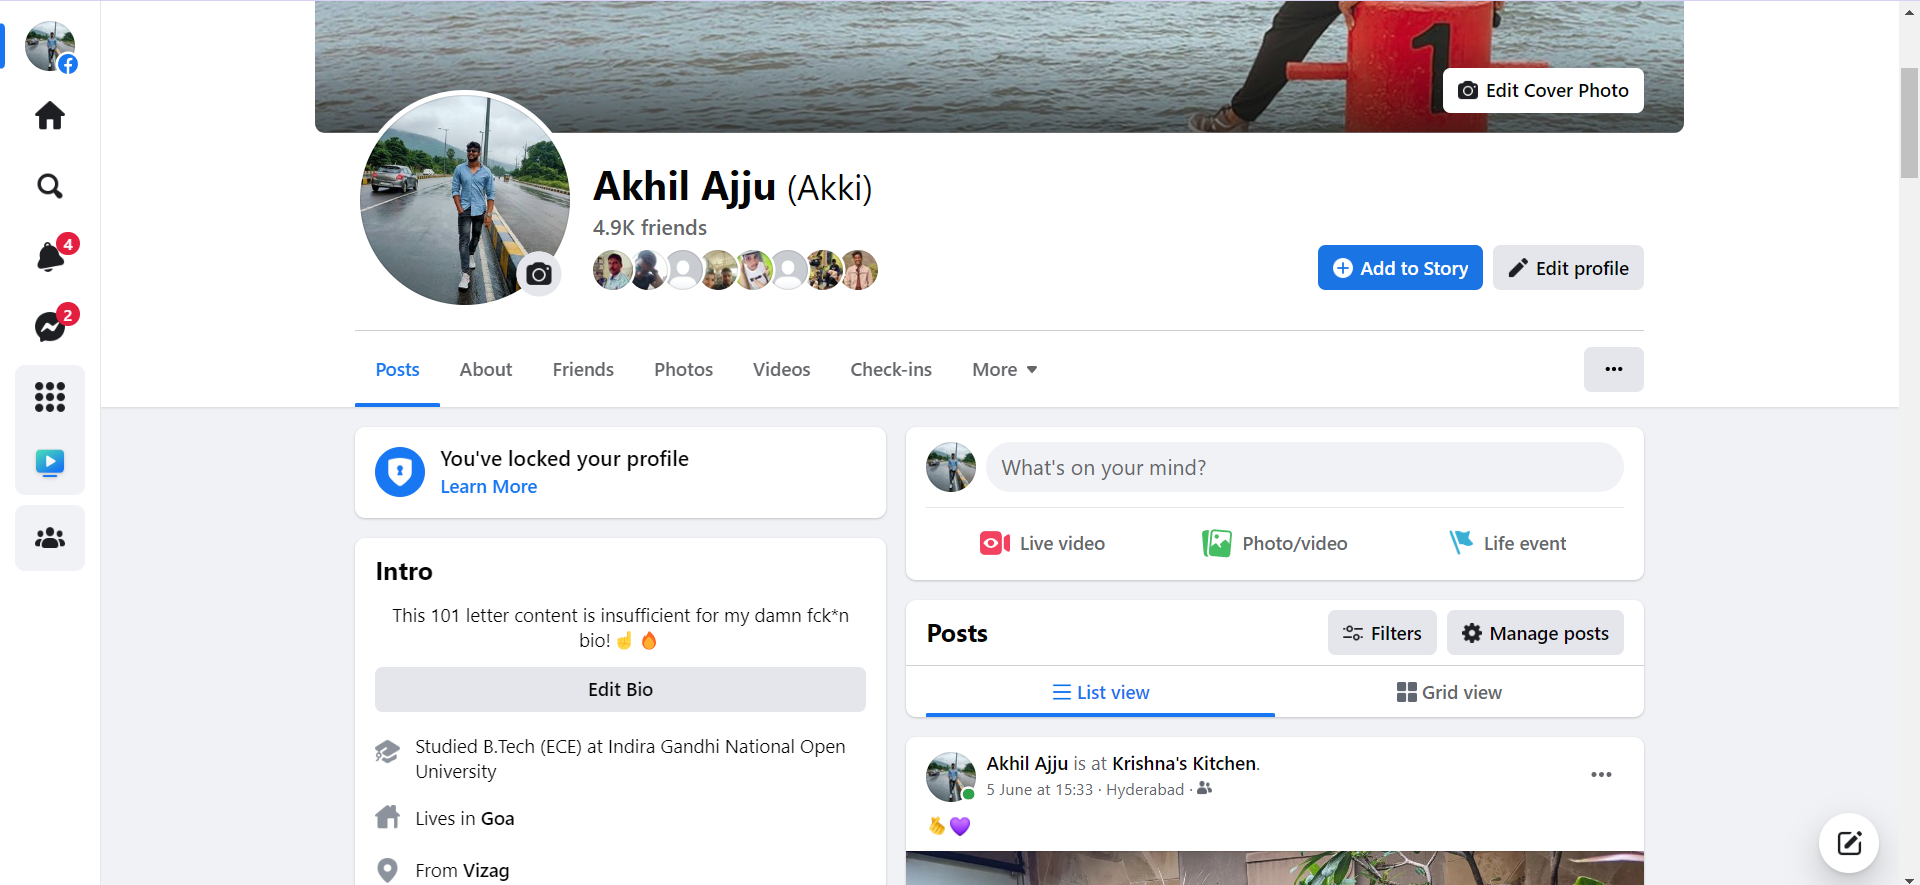 1
Edit Cover Photo
Akhil Ajju (Akki)
4.9K friends
Add to Story
Edit profile
4
2
Posts
About
Friends
Photos
Videos
Check-ins
More
You've locked your profile
Learn More
Intro
This 101 letter content is insufficient for my damn fck*n
bio!☝️🔥
Edit Bio
Studied B.Tech (ECE) at Indira Gandhi National Open
University
Lives in Goa
From Vizag
What's on your mind?
Live video
Photo/video
Life event
Posts
Filters
Manage posts
List view
Grid view
Akhil Ajju is at Krishna's Kitchen.
5 June at 15:33 · Hyderabad ·
🫰💜